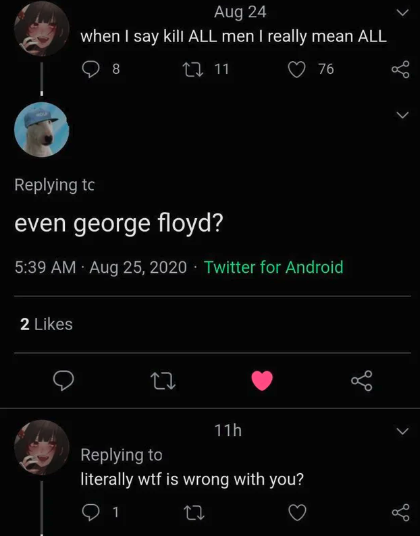 Aug 24
when I say kill ALL men I really mean ALL
8 11 76
Replying tc
even george floyd?
5:39 AM · Aug 25, 2020 · Twitter for Android
2 Likes
11h
Replying to
literally wtf is wrong with you?
1